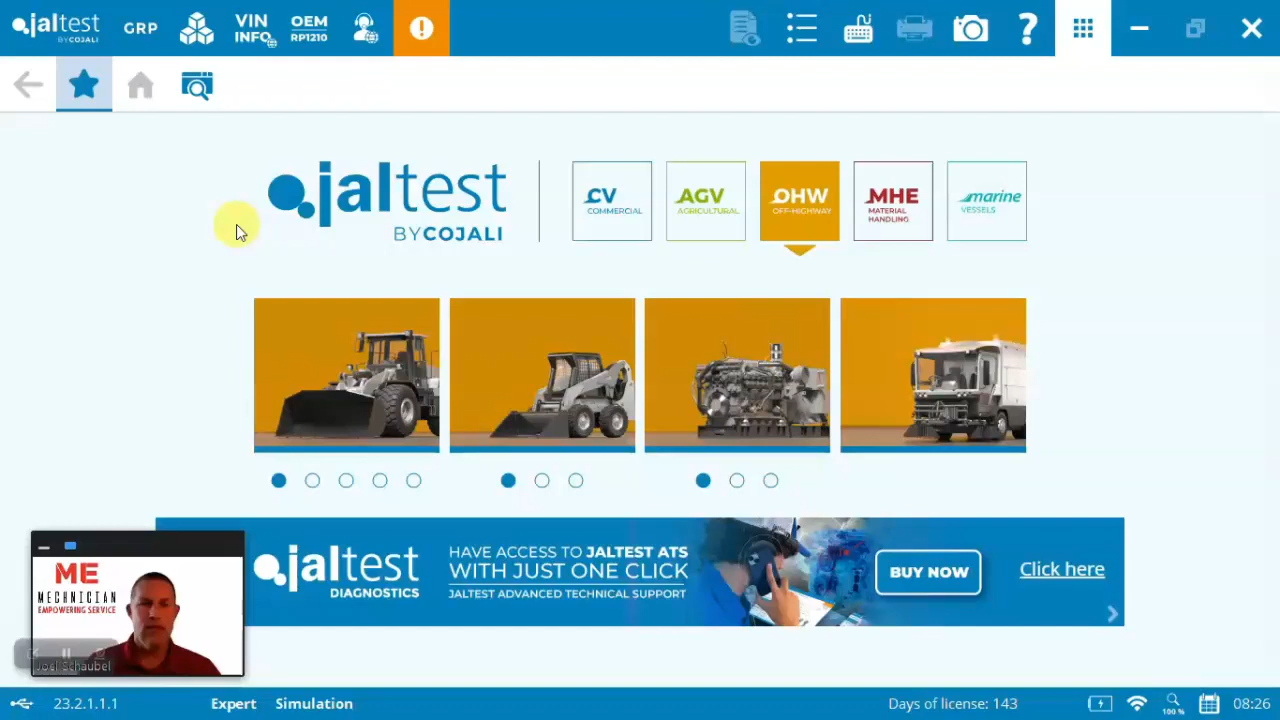 jaltest
BYCOJALI
GRP
VIN
INFO
OEM
RP1210
jaltest
BYCOJALI
CV
COMMERCIAL
AGV
AGRICULTURAL
OHW
OFF-HIGHWAY
MHE
MATERIAL
HANDLING
marine
VESSELS
jaltest
DIAGNOSTICS
HAVE ACCESS TO JALTEST ATS
WITH JUST ONE CLICK
JALTEST ADVANCED TECHNICAL SUPPORT
BUY NOW
Click here
ME
MECHNICIAN
EMPOWERING SERVICE
Joel Schaubel
23.2.1.1.1
Expert
Simulation
Days of license: 143
100 %
08:26